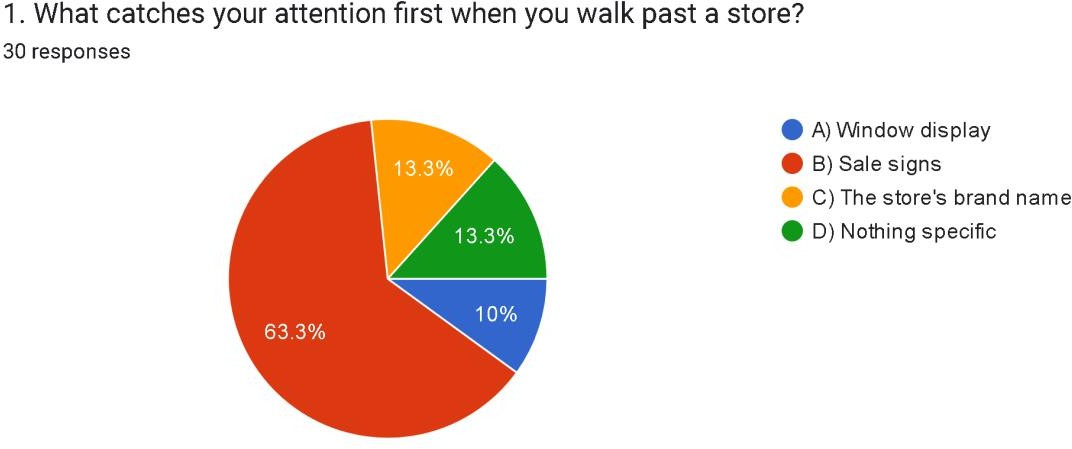 1. What catches your attention first when you walk past a store?
30 responses
13.3%
13.3%
10%
63.3%
A) Window display
B) Sale signs
C) The store's brand name
D) Nothing specific